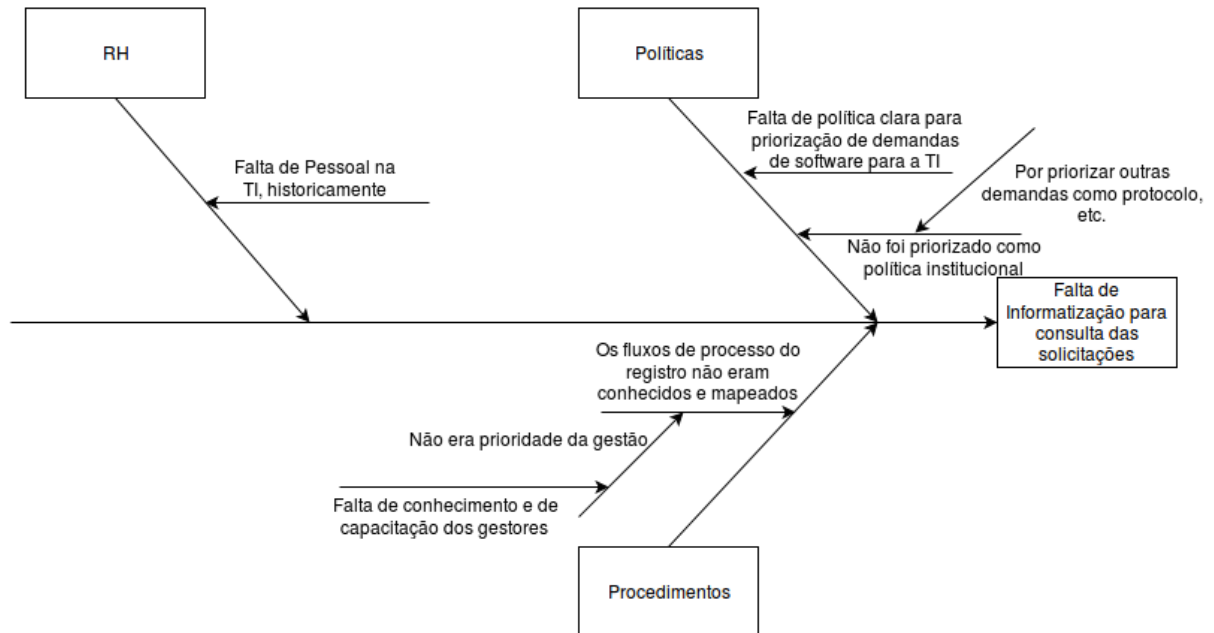 RH
Políticas
Falta de política clara para
priorização de demandas
de software para a TI
Falta de Pessoal na
TI, historicamente
Por priorizar outras
demandas como protocolo,
etc.
Não foi priorizado como
política institucional
Falta de
Informatização para
consulta das
solicitações
Os fluxos de processo do
registro não eram
conhecidos e mapeados
Não era prioridade da gestão
Falta de conhecimento e de
capacitação dos gestores
Procedimentos